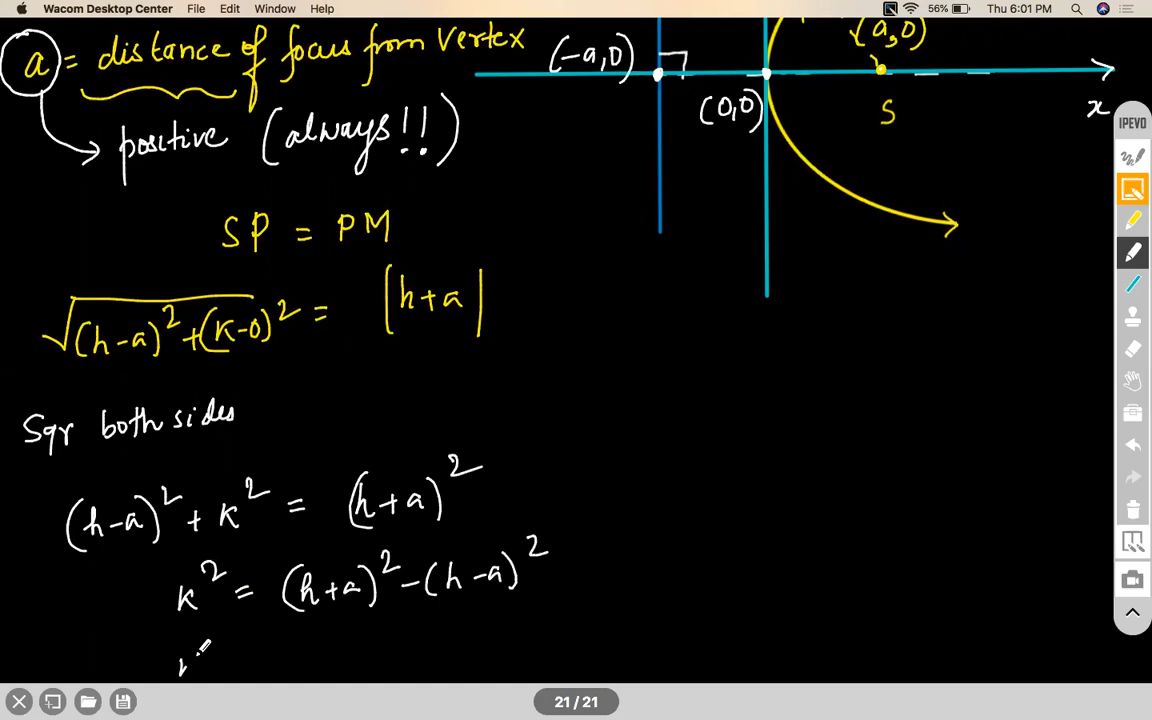 Wacom Desktop Center File Edit Window Help 56% Thu 6:01 PM
a = distance of focus from vertex
positive (always!!)
SP = PM
√(h-a)²+(k-0)² = |h+a|
Sqr both sides
(h-a)² + k² = (h+a)²
k² = (h+a)² - (h-a)²
(-a,0)
(0,0)
(a,0)
S
x
IPEVO
21 / 21